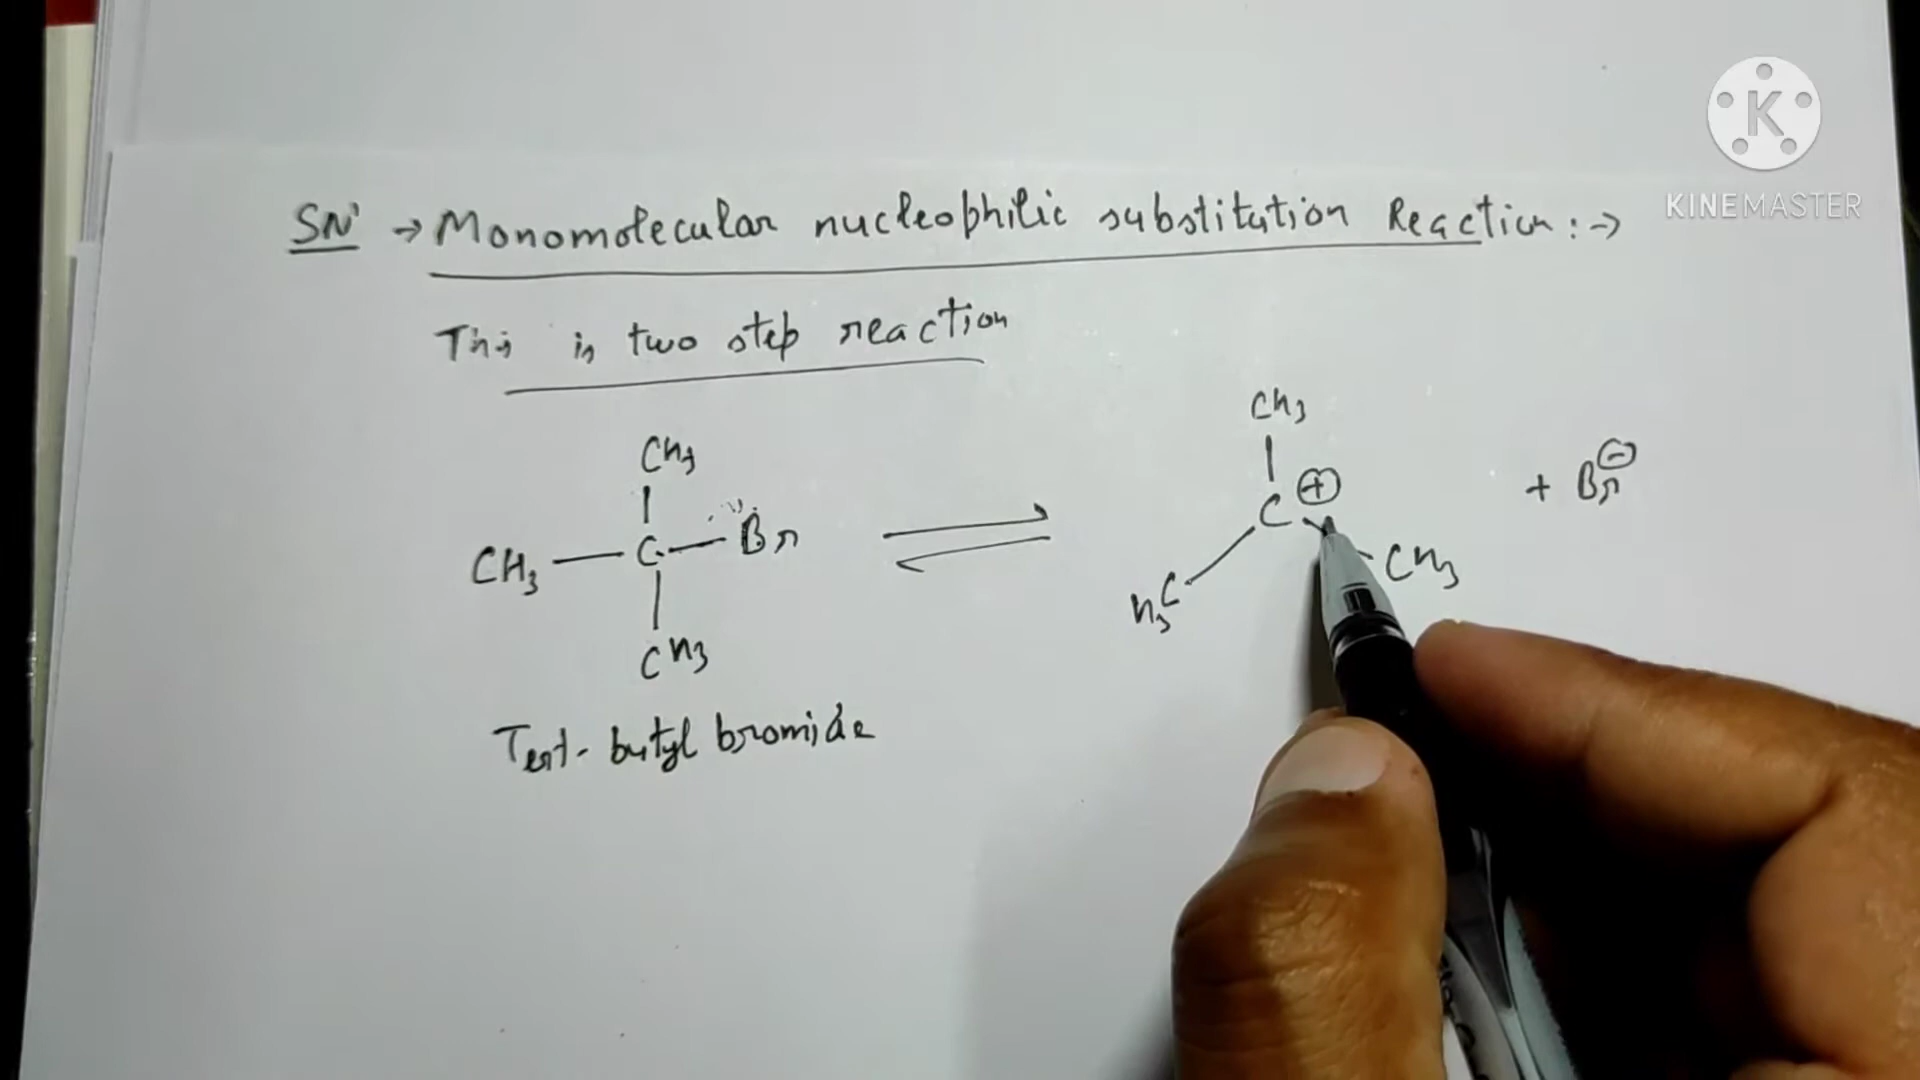 SN¹ → Monomolecular nucleophilic substitution Reaction :→
This is two step reaction
CH3
CH3 — C — Br
CH3
Tert- butyl bromide
CH3
C ⊕
H3C
CH3
+ Br ⊖
K
KINEMASTER